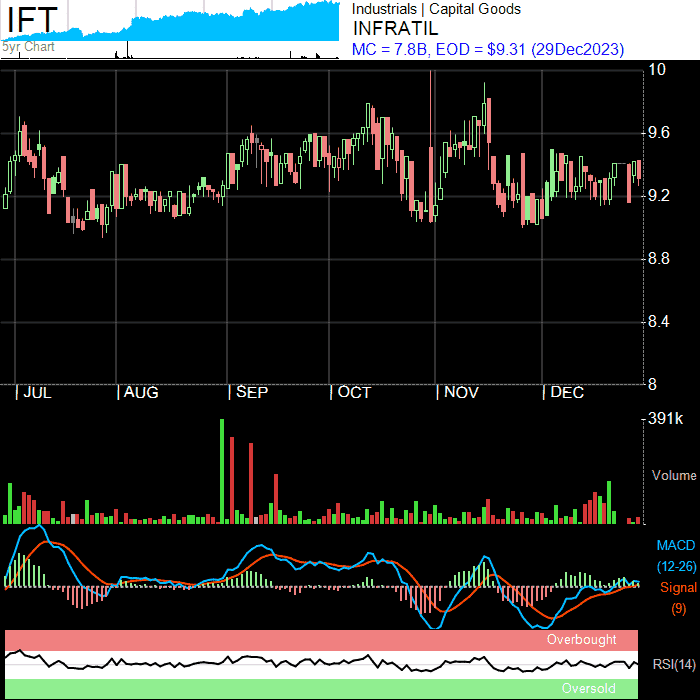 IFT
5yr Chart
Industrials | Capital Goods
INFRATIL
MC = 7.8B, EOD = $9.31 (29Dec2023)
10
9.6
9.2
8.8
8.4
8
JUL AUG SEP OCT NOV DEC
391k
Volume
MACD
(12-26)
Signal
(9)
Overbought
RSI(14)
Oversold